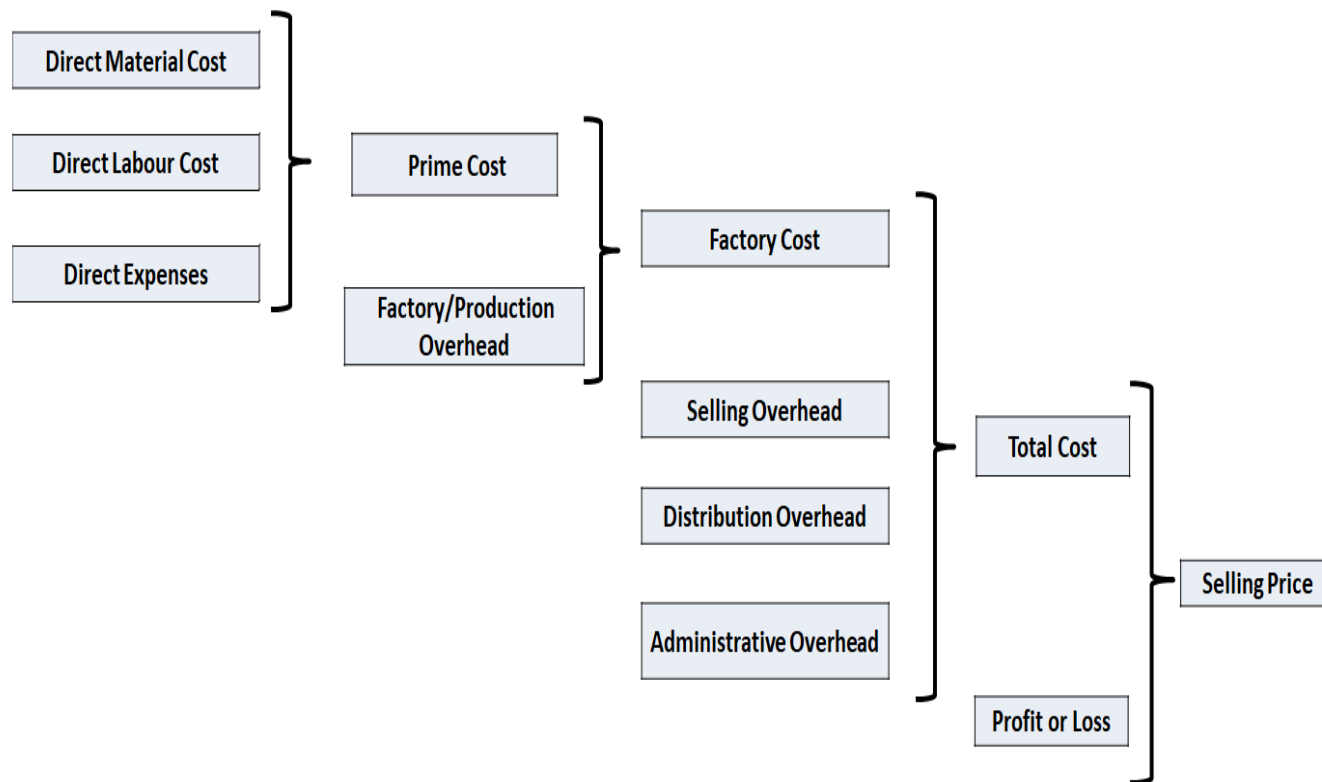 Direct Material Cost
Direct Labour Cost
Direct Expenses
Prime Cost
Factory/Production
Overhead
Factory Cost
Selling Overhead
Distribution Overhead
Administrative Overhead
Total Cost
Profit or Loss
Selling Price